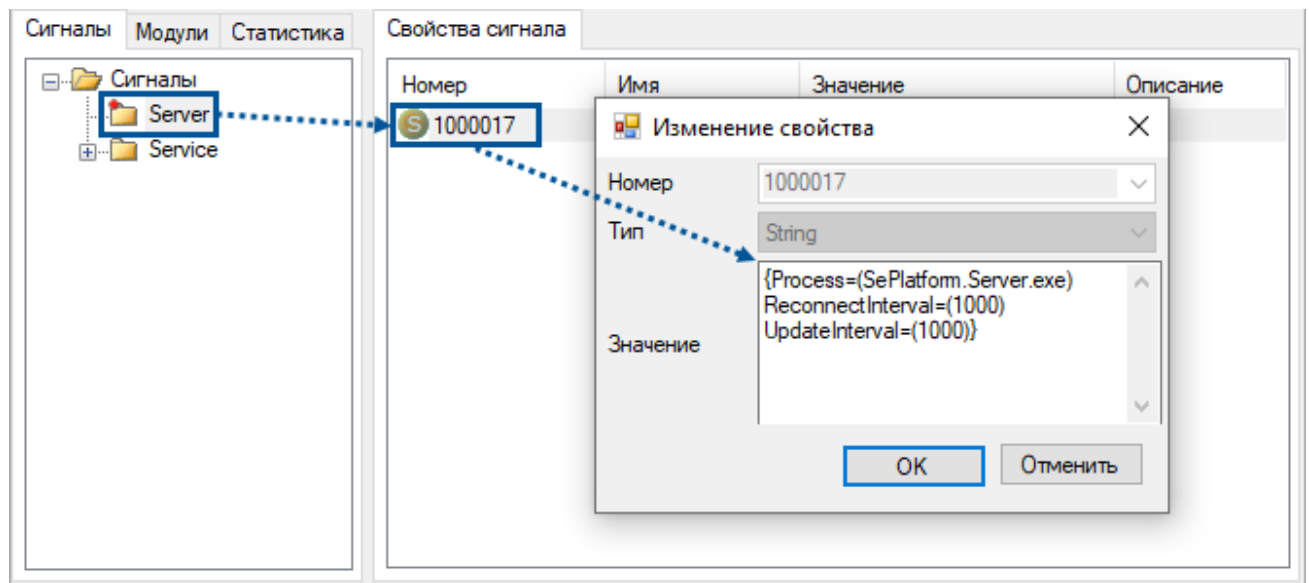 Сигналы Модули Статистика
Свойства сигнала
Сигналы
Server
Service
Номер Имя Значение Описание
1000017
Изменение свойства
Номер 1000017
Тип String
Значение
{Process=(SePlatform.Server.exe)
ReconnectInterval=(1000)
UpdateInterval=(1000)}
OK Отменить